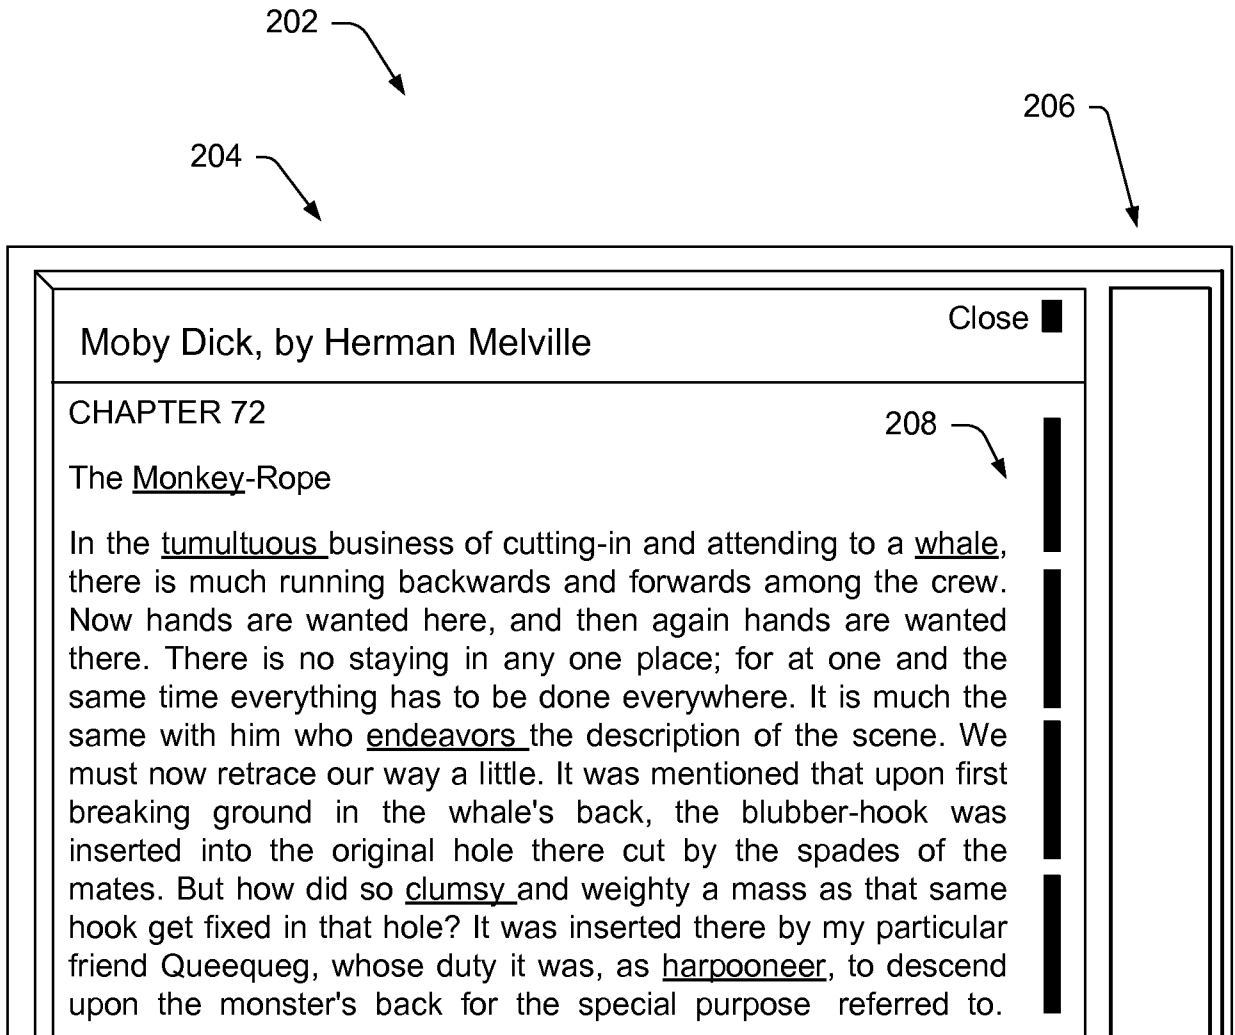 202
206
204
Close
Moby Dick, by Herman Melville
CHAPTER 72
208
The Monkey-Rope
In the tumultuous business of cutting-in and attending to a whale,
there is much running backwards and forwards among the crew.
Now hands are wanted here, and then again hands are wanted
there. There is no staying in any one place; for at one and the
same time everything has to be done everywhere. It is much the
same with him who endeavors the description of the scene. We
must now retrace our way a little. It was mentioned that upon first
breaking ground in the whale's back, the blubber-hook was
inserted into the original hole there cut by the spades of the
mates. But how did so clumsy and weighty a mass as that same
hook get fixed in that hole? It was inserted there by my particular
friend Queequeg, whose duty it was, as harpooneer, to descend
upon the monster's back for the special purpose referred to.